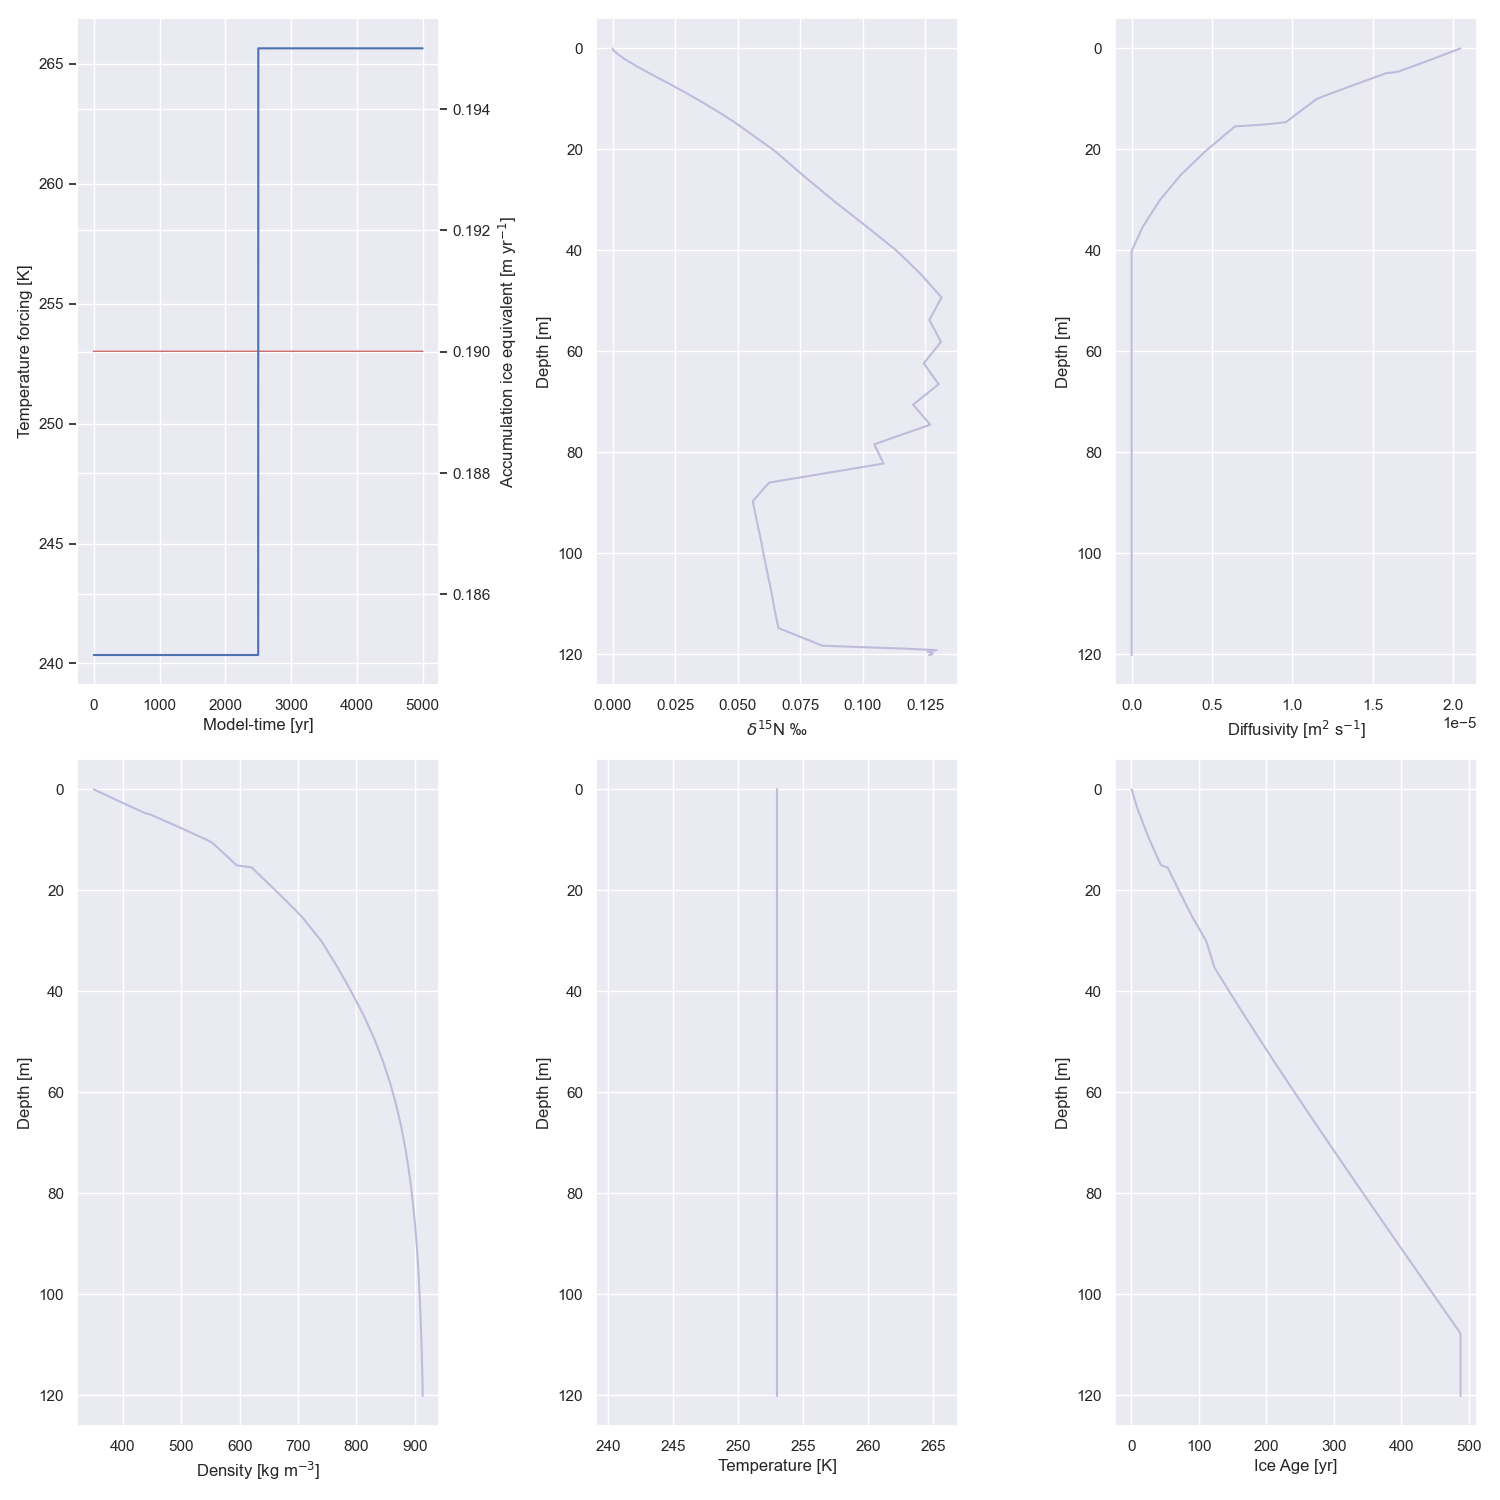 265
260
255
250
245
240
Temperature forcing [K]
0 1000 2000 3000 4000 5000
Model-time [yr]
0.194
0.192
0.190
0.188
0.186
Accumulation ice equivalent [m yr⁻¹]
0
20
40
60
80
100
120
Depth [m]
0.000 0.025 0.050 0.075 0.100 0.125
δ¹⁵N ‰
0
20
40
60
80
100
120
Depth [m]
0.0 0.5 1.0 1.5 2.0
1e−5
Diffusivity [m² s⁻¹]
0
20
40
60
80
100
120
Depth [m]
400 500 600 700 800 900
Density [kg m⁻³]
0
20
40
60
80
100
120
Depth [m]
240 245 250 255 260 265
Temperature [K]
0
20
40
60
80
100
120
Depth [m]
0 100 200 300 400 500
Ice Age [yr]